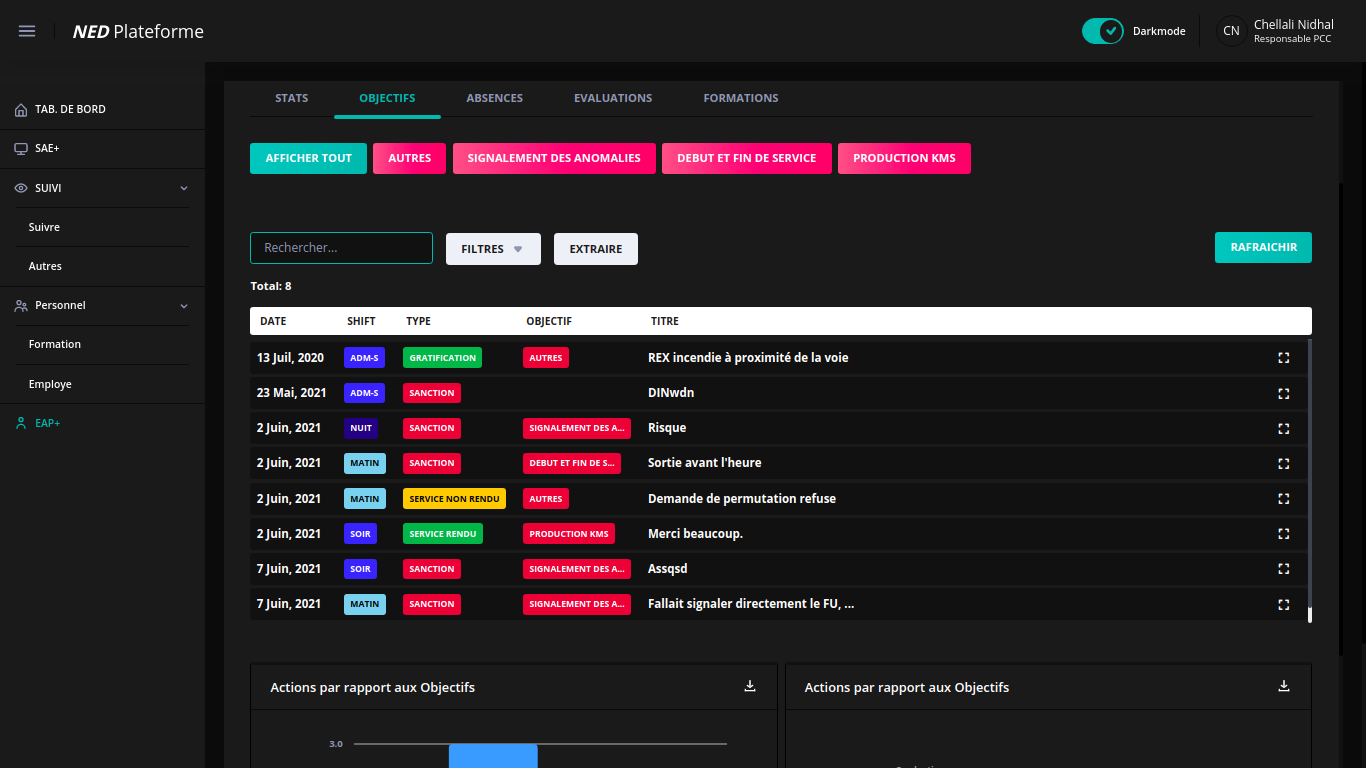 NED Plateforme
Darkmode
CN
Chellali Nidhal
Responsable PCC
TAB. DE BORD
SAE+
SUIVI
Suivre
Autres
Personnel
Formation
Employe
EAP+
STATS OBJECTIFS ABSENCES EVALUATIONS FORMATIONS
AFFICHER TOUT AUTRES SIGNALEMENT DES ANOMALIES DEBUT ET FIN DE SERVICE PRODUCTION KMS
Rechercher... FILTRES EXTRAIRE RAFRAICHIR
Total: 8
DATE SHIFT TYPE OBJECTIF TITRE
13 Juil, 2020 ADM-S GRATIFICATION AUTRES REX incendie à proximité de la voie
23 Mai, 2021 ADM-S SANCTION DINwdn
2 Juin, 2021 NUIT SANCTION SIGNALEMENT DES A... Risque
2 Juin, 2021 MATIN SANCTION DEBUT ET FIN DE S... Sortie avant l'heure
2 Juin, 2021 MATIN SERVICE NON RENDU AUTRES Demande de permutation refuse
2 Juin, 2021 SOIR SERVICE RENDU PRODUCTION KMS Merci beaucoup.
7 Juin, 2021 SOIR SANCTION SIGNALEMENT DES A... Assqsd
7 Juin, 2021 MATIN SANCTION SIGNALEMENT DES A... Fallait signaler directement le FU, ...
Actions par rapport aux Objectifs
3.0
Actions par rapport aux Objectifs